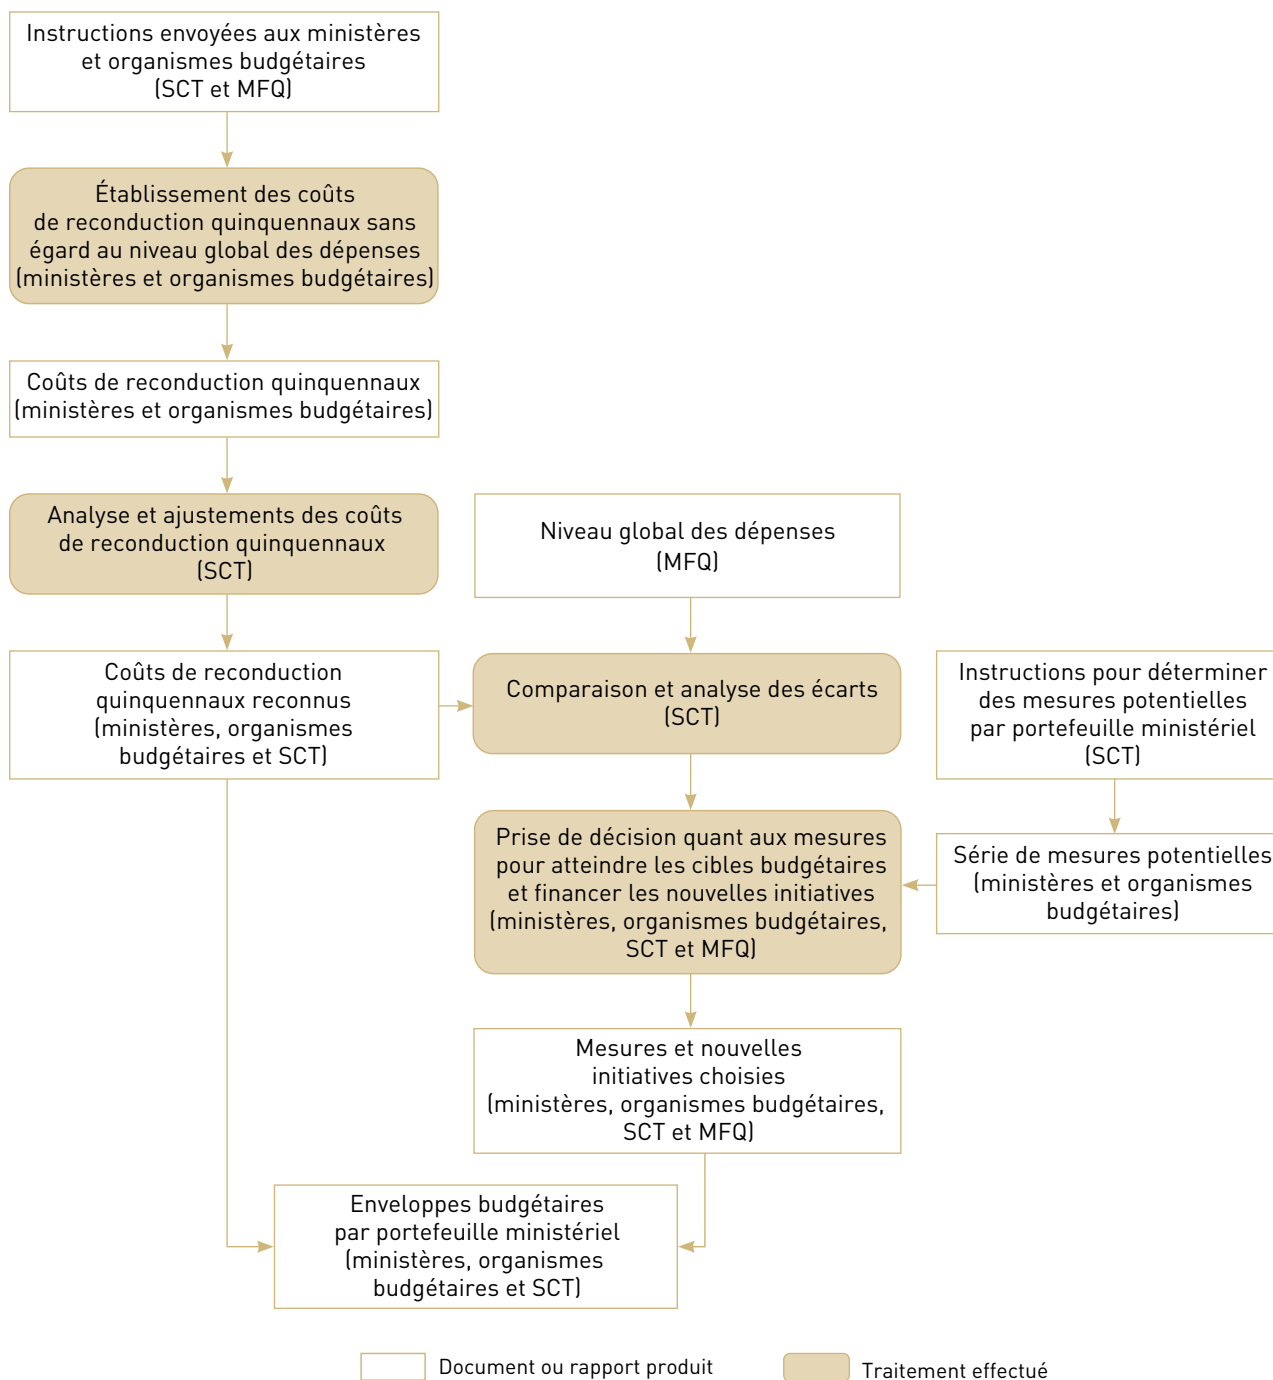 Instructions envoyées aux ministères
et organismes budgétaires
(SCT et MFQ)
Établissement des coûts
de reconduction quinquennaux sans
égard au niveau global des dépenses
(ministères et organismes budgétaires)
Coûts de reconduction quinquennaux
(ministères et organismes budgétaires)
Analyse et ajustements des coûts
de reconduction quinquennaux
(SCT)
Niveau global des dépenses
(MFQ)
Coûts de reconduction
quinquennaux reconnus
(ministères, organismes
budgétaires et SCT)
Comparaison et analyse des écarts
(SCT)
Instructions pour déterminer
des mesures potentielles
par portefeuille ministériel
(SCT)
Prise de décision quant aux mesures
pour atteindre les cibles budgétaires
et financer les nouvelles initiatives
(ministères, organismes budgétaires,
SCT et MFQ)
Série de mesures potentielles
(ministères et organismes
budgétaires)
Mesures et nouvelles
initiatives choisies
(ministères, organismes budgétaires,
SCT et MFQ)
Enveloppes budgétaires
par portefeuille ministériel
(ministères, organismes
budgétaires et SCT)
Document ou rapport produit
Traitement effectué